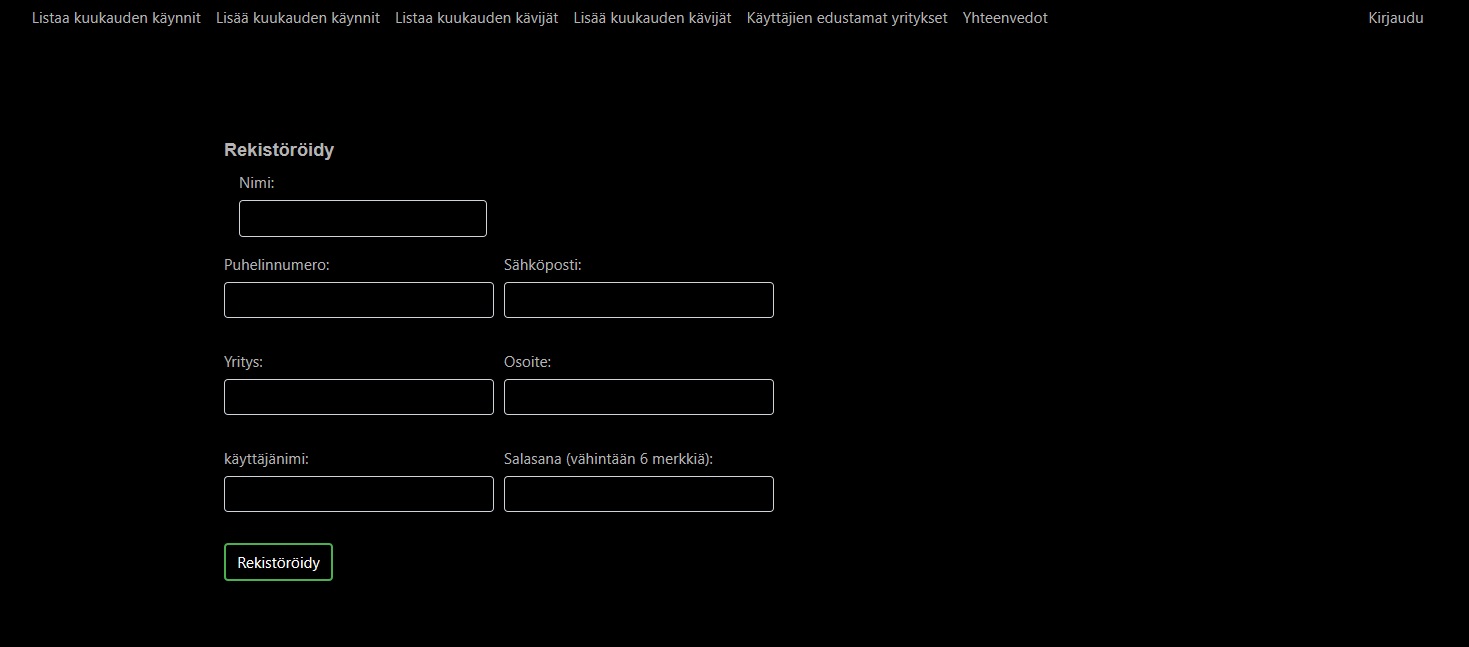 Listaa kuukauden käynnit Lisää kuukauden käynnit Listaa kuukauden kävijät Lisää kuukauden kävijät Käyttäjien edustamat yritykset Yhteenvedot Kirjaudu
Rekistöröidy
Nimi:
Puhelinnumero: Sähköposti:
Yritys: Osoite:
käyttäjänimi: Salasana (vähintään 6 merkkiä):
Rekistöröidy